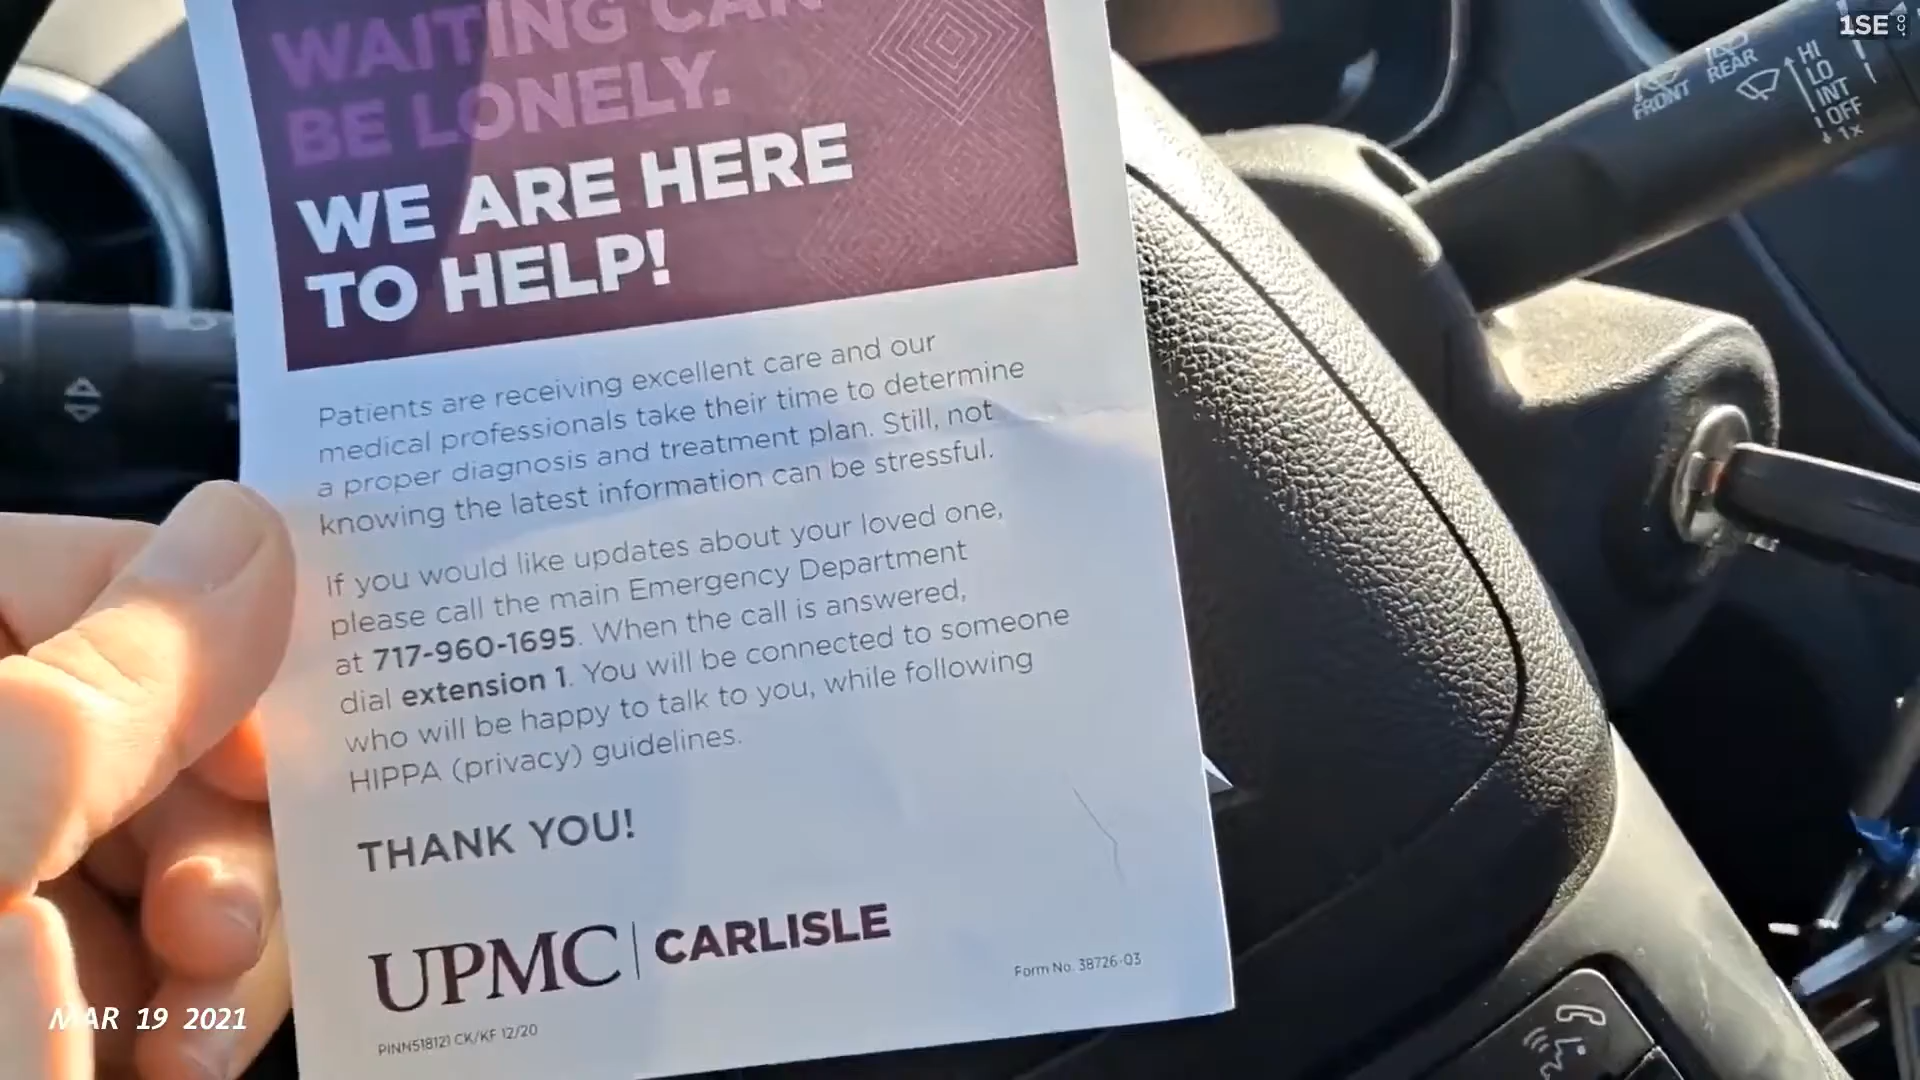 1SE.CO
WAITING CAN
BE LONELY.
WE ARE HERE
TO HELP!
Patients are receiving excellent care and our
medical professionals take their time to determine
a proper diagnosis and treatment plan. Still, not
knowing the latest information can be stressful.
If you would like updates about your loved one,
please call the main Emergency Department
at 717-960-1695. When the call is answered,
dial extension 1. You will be connected to someone
who will be happy to talk to you, while following
HIPPA (privacy) guidelines.
THANK YOU!
UPMC | CARLISLE
Form No. 38726-03
PINN518121 CK/KF 12/20
FRONT
REAR
HI
LO
INT
OFF
1x
MAR 19 2021